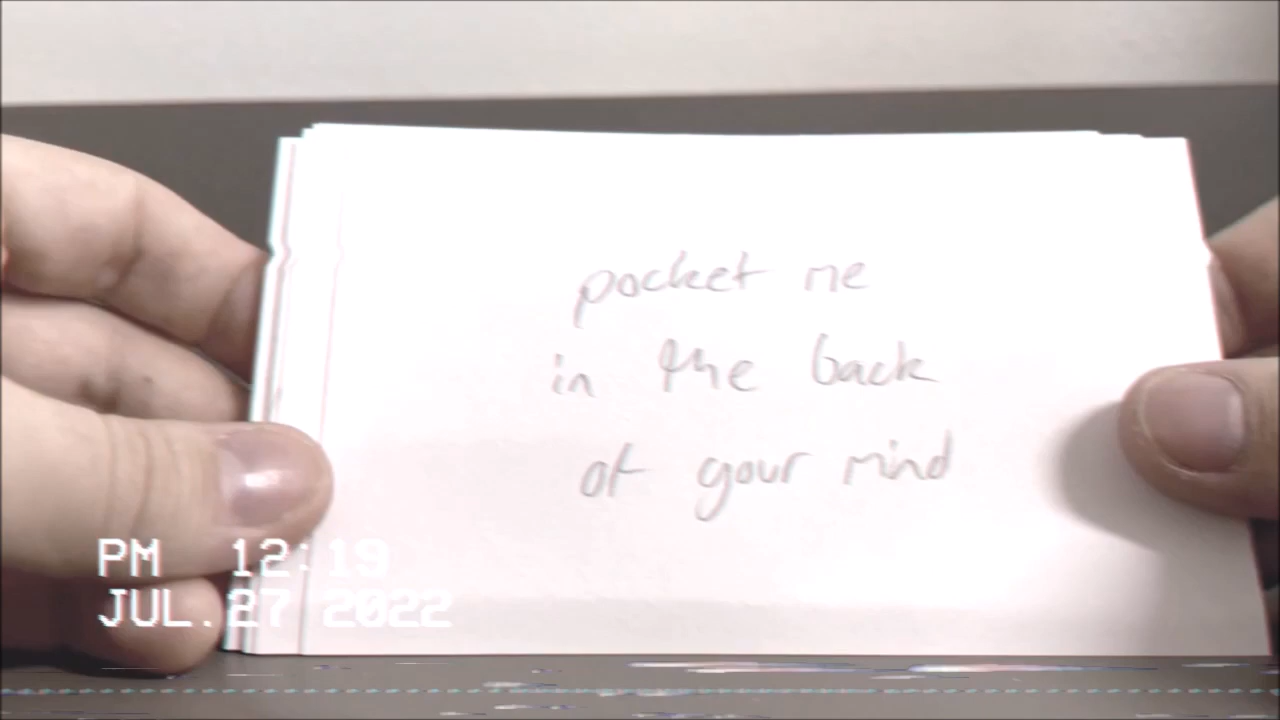 pocket me
in the back
of your mind
PM 12:19
JUL.27 2022